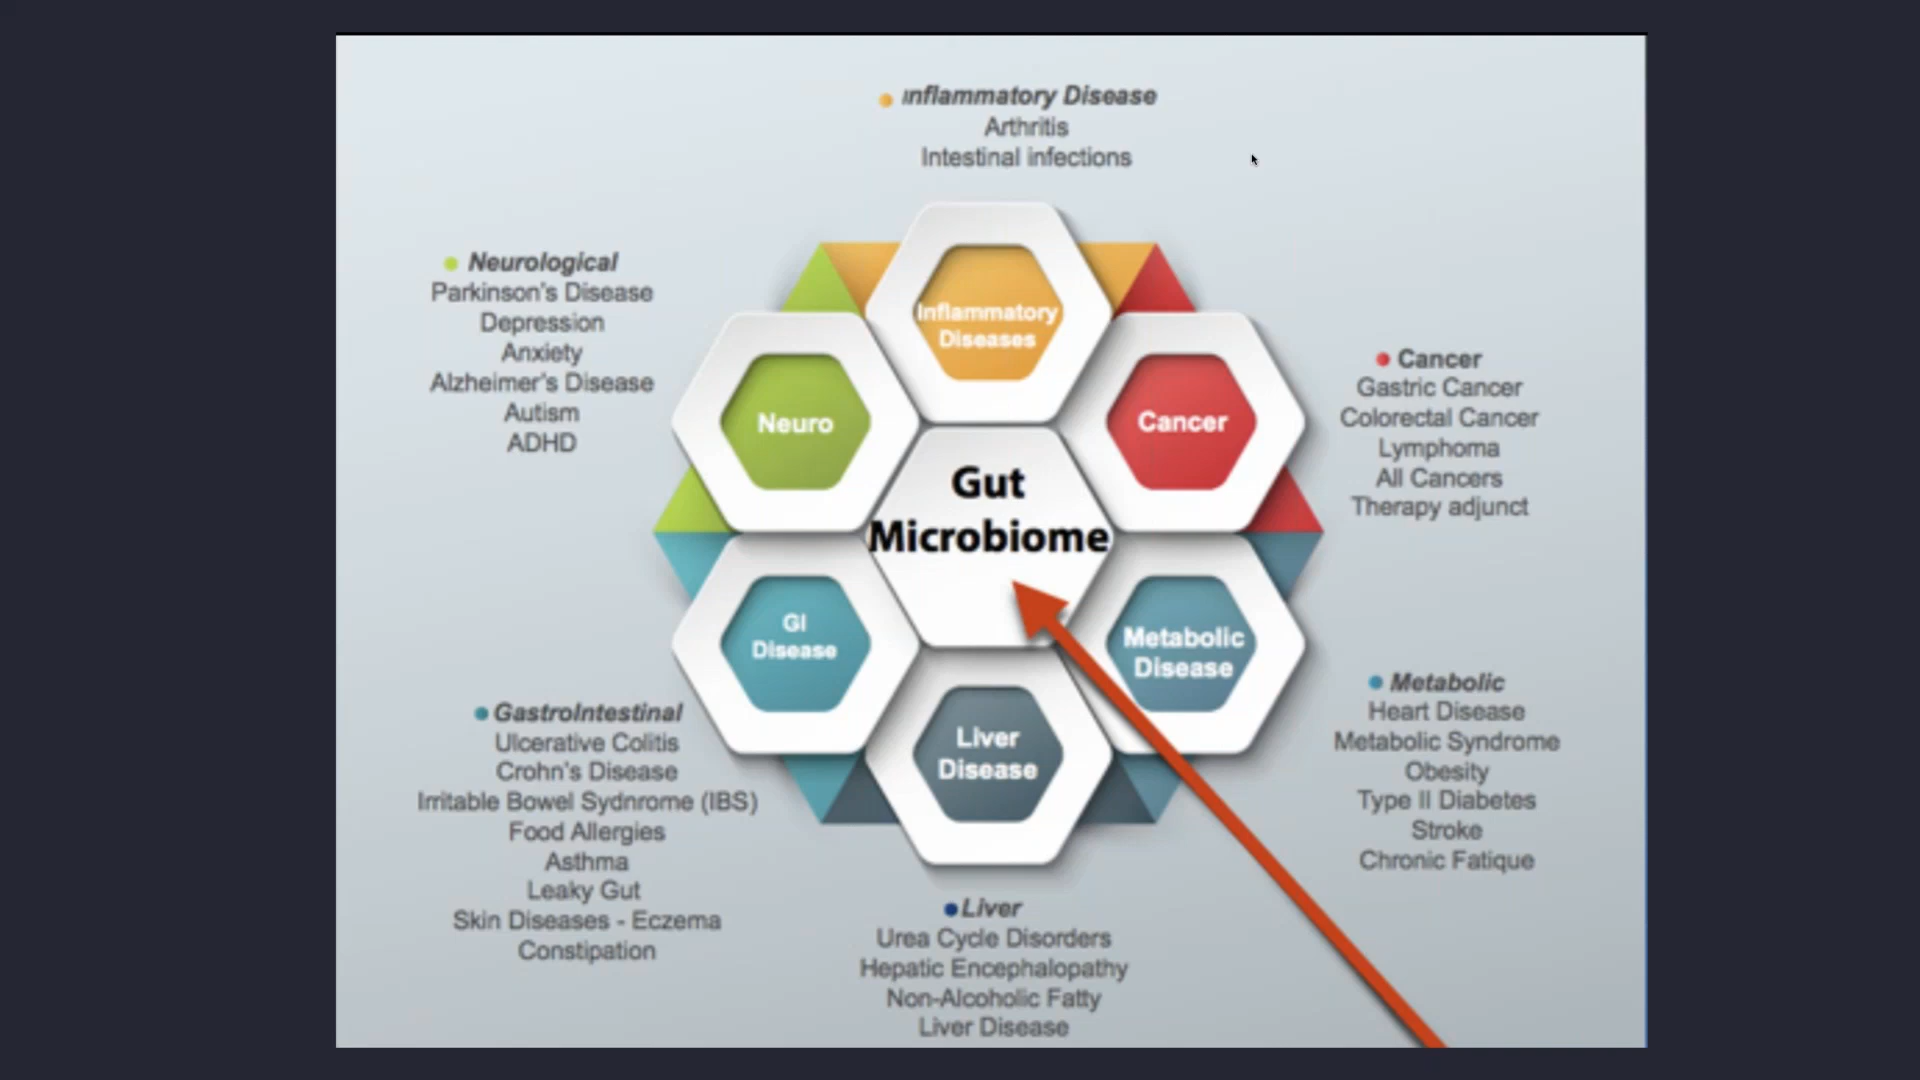 Inflammatory Disease
Arthritis
Intestinal infections
Neurological
Parkinson's Disease
Depression
Anxiety
Alzheimer's Disease
Autism
ADHD
Inflammatory
Diseases
Neuro
Cancer
Cancer
Gastric Cancer
Colorectal Cancer
Lymphoma
All Cancers
Therapy adjunct
Gut
Microbiome
GI
Disease
Metabolic
Disease
Liver
Disease
GastroIntestinal
Ulcerative Colitis
Crohn's Disease
Irritable Bowel Sydnrome (IBS)
Food Allergies
Asthma
Leaky Gut
Skin Diseases - Eczema
Constipation
Metabolic
Heart Disease
Metabolic Syndrome
Obesity
Type II Diabetes
Stroke
Chronic Fatique
Liver
Urea Cycle Disorders
Hepatic Encephalopathy
Non-Alcoholic Fatty
Liver Disease